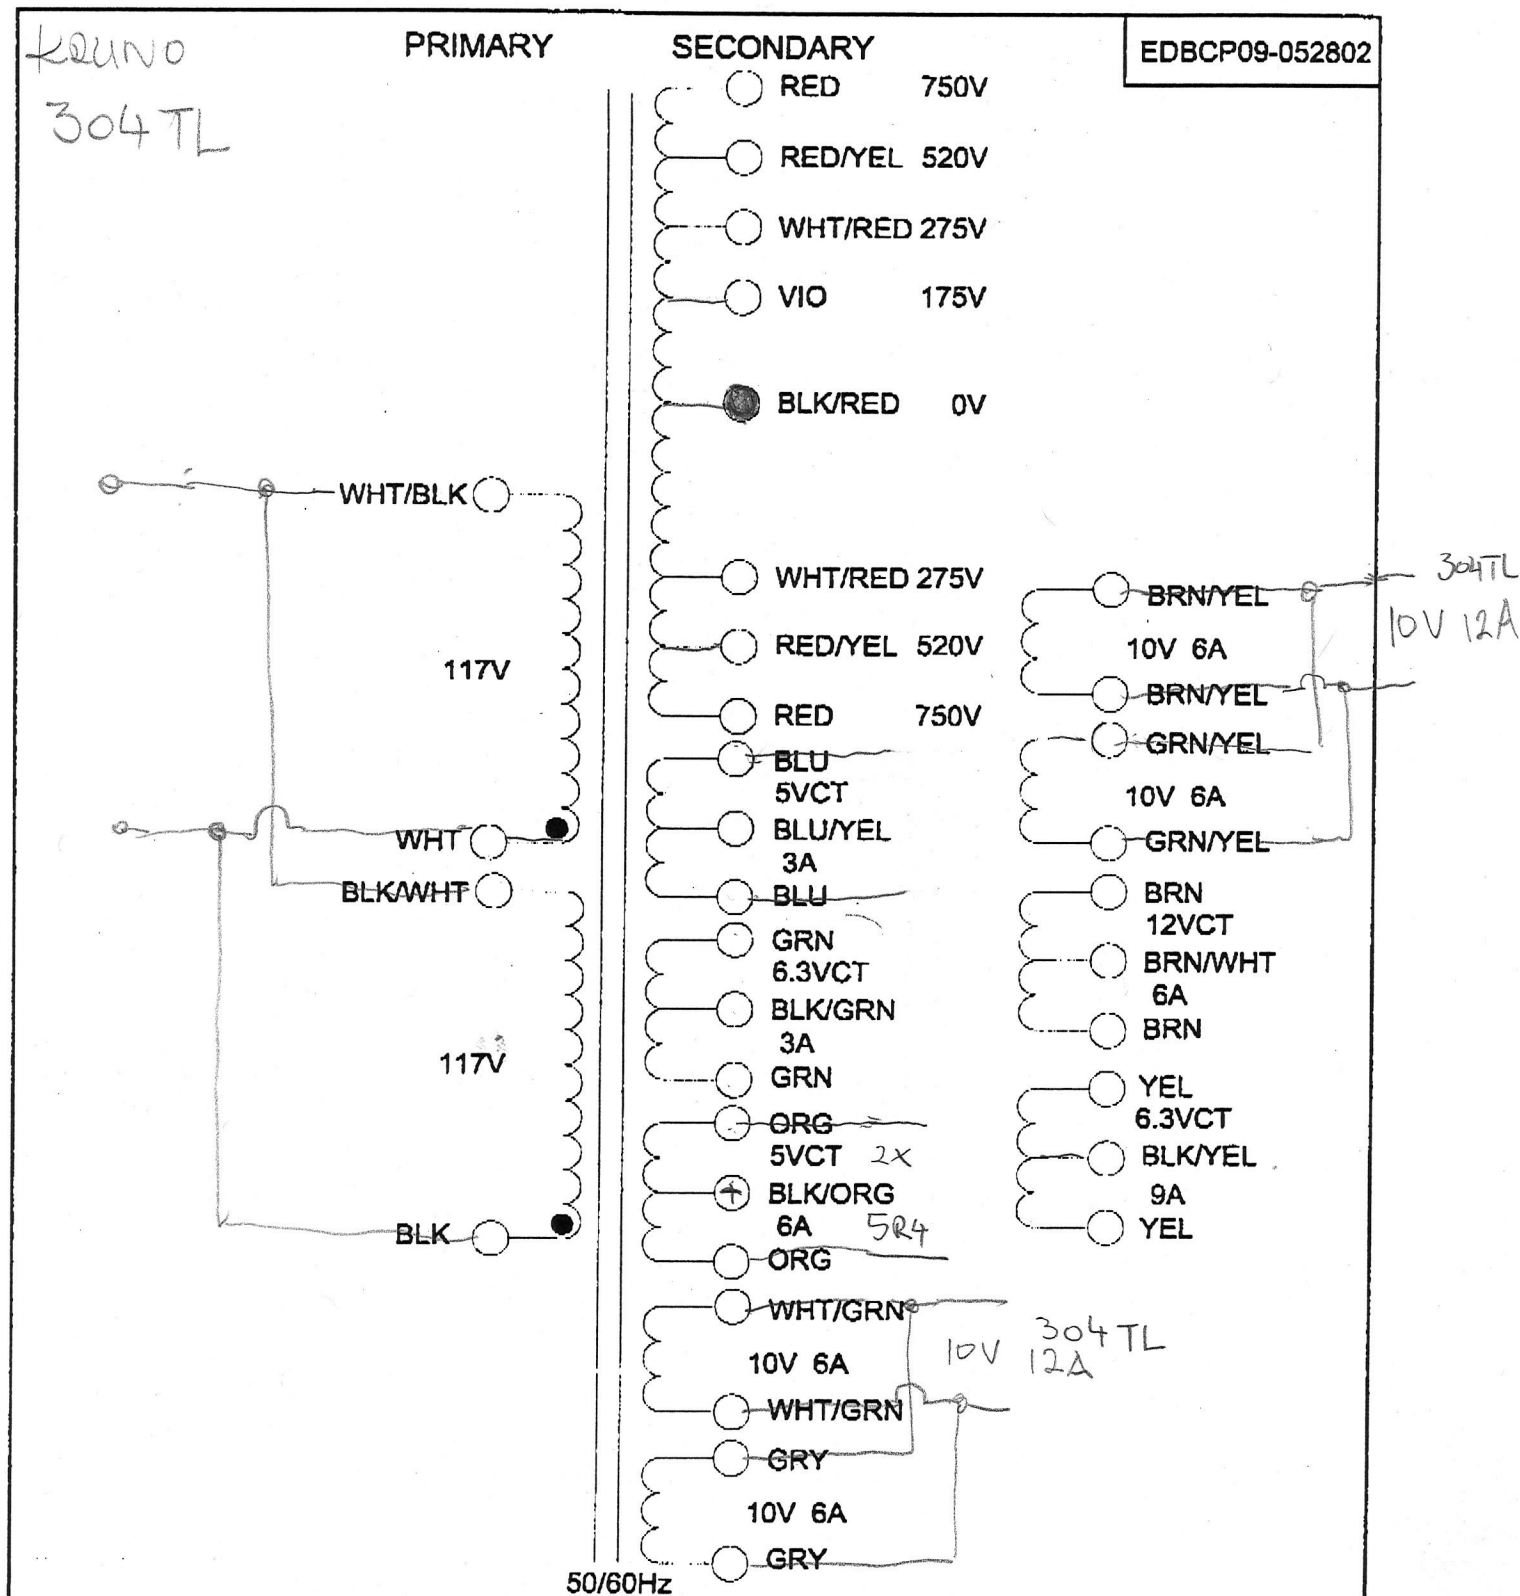 KRUNO
304TL
PRIMARY
SECONDARY
EDBCP09-052802
RED 750V
RED/YEL 520V
WHT/RED 275V
VIO 175V
BLK/RED 0V
WHT/BLK
117V
WHT
BLK/WHT
117V
BLK
WHT/RED 275V
RED/YEL 520V
RED 750V
BLU
5VCT
BLU/YEL
3A
BLU
GRN
6.3VCT
BLK/GRN
3A
GRN
ORG
5VCT 2X
+ BLK/ORG
6A 5R4
ORG
WHT/GRN
10V 6A
WHT/GRN
10V 304TL
12A
GRY
10V 6A
GRY
BRN/YEL
10V 6A
BRN/YEL
304TL
10V 12A
GRN/YEL
10V 6A
GRN/YEL
BRN
12VCT
BRN/WHT
6A
BRN
YEL
6.3VCT
BLK/YEL
9A
YEL
50/60Hz